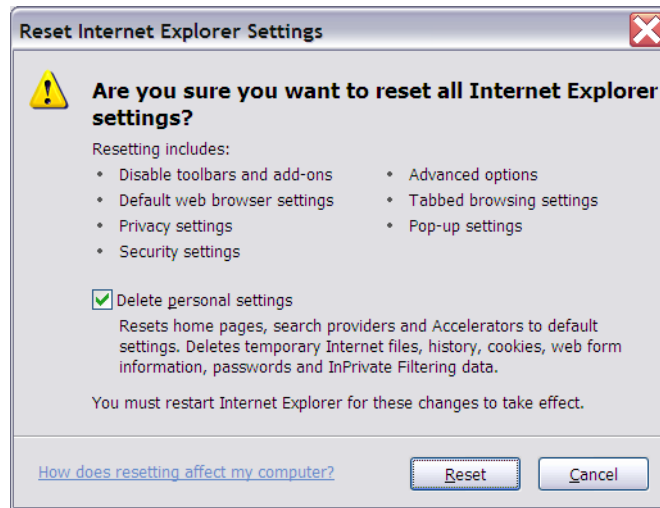 Reset Internet Explorer Settings
Are you sure you want to reset all Internet Explorer
settings?
Resetting includes:
• Disable toolbars and add-ons
• Advanced options
• Default web browser settings
• Tabbed browsing settings
• Privacy settings
• Pop-up settings
• Security settings
Delete personal settings
Resets home pages, search providers and Accelerators to default
settings. Deletes temporary Internet files, history, cookies, web form
information, passwords and InPrivate Filtering data.
You must restart Internet Explorer for these changes to take effect.
How does resetting affect my computer?
Reset
Cancel